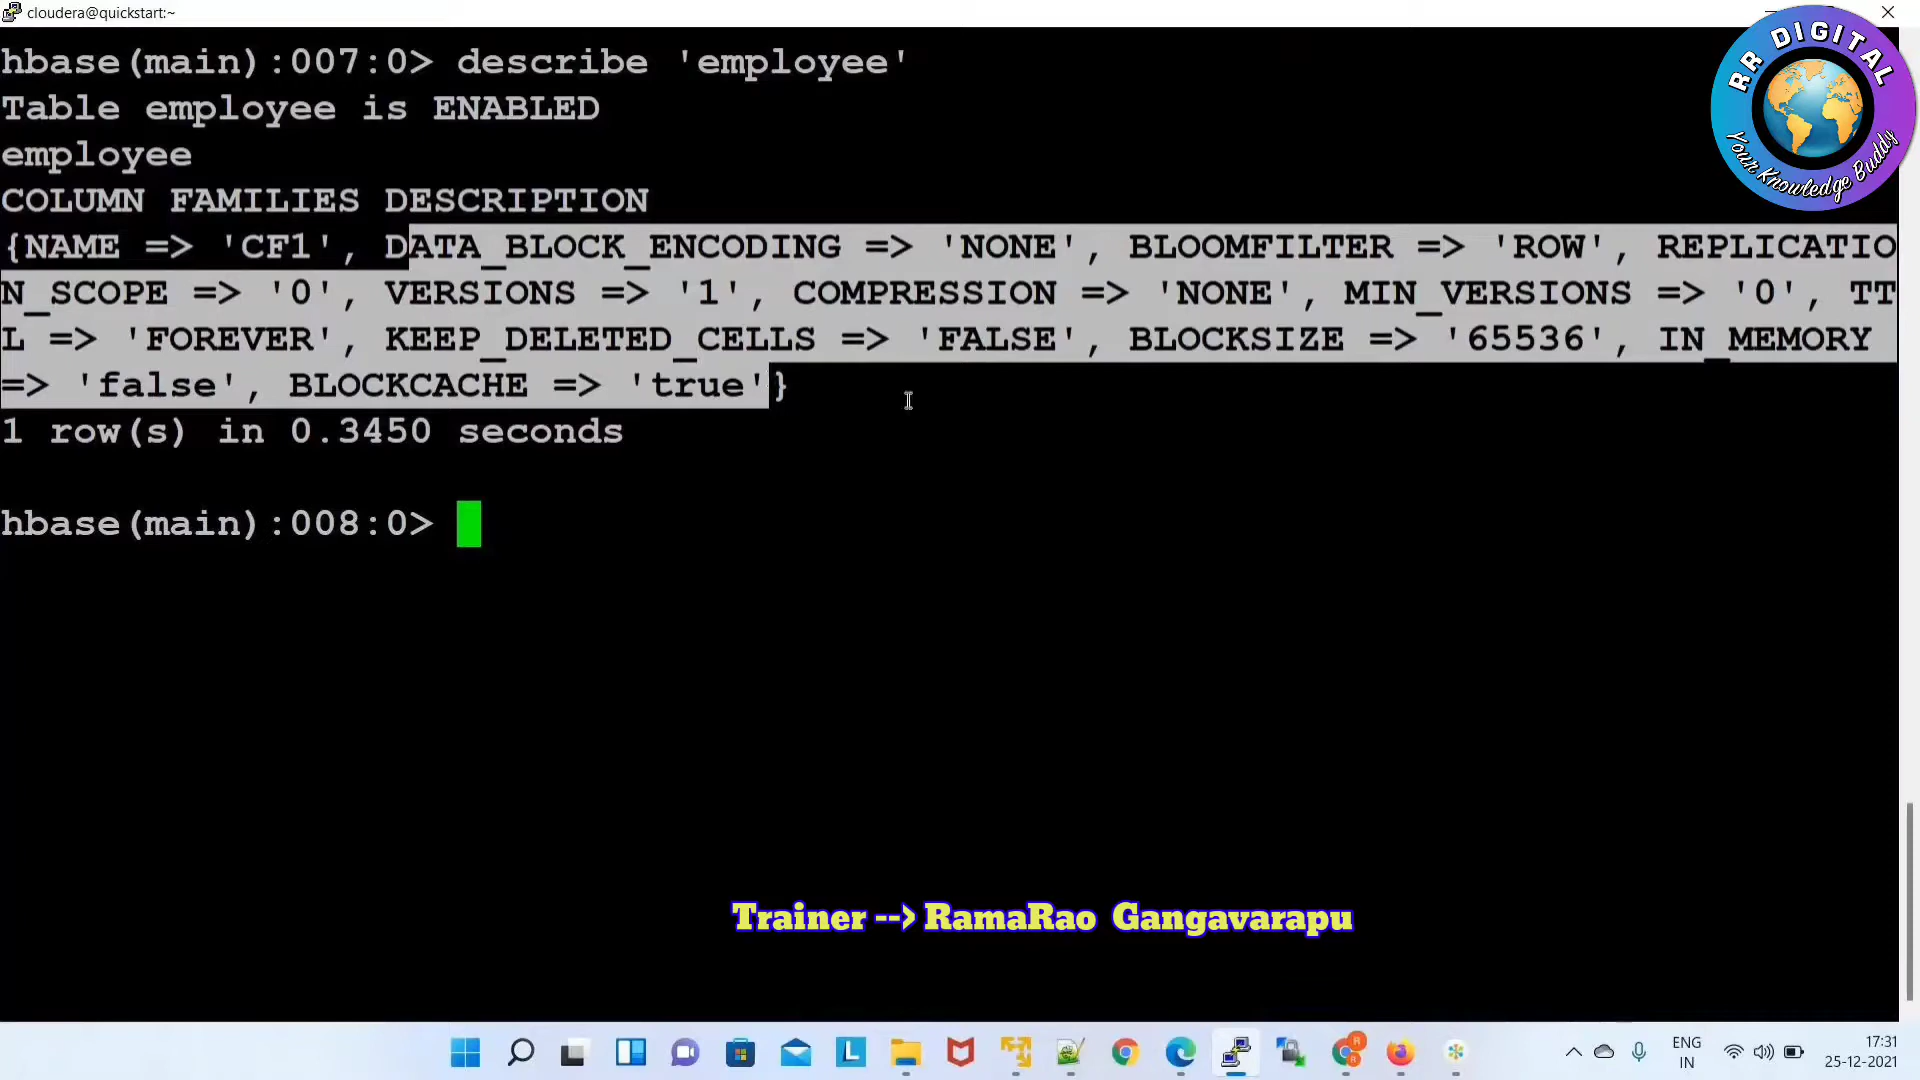 cloudera@quickstart:~
hbase(main):007:0> describe 'employee'
Table employee is ENABLED
employee
COLUMN FAMILIES DESCRIPTION
{NAME => 'CF1', DATA_BLOCK_ENCODING => 'NONE', BLOOMFILTER => 'ROW', REPLICATIO
N_SCOPE => '0', VERSIONS => '1', COMPRESSION => 'NONE', MIN_VERSIONS => '0', TT
L => 'FOREVER', KEEP_DELETED_CELLS => 'FALSE', BLOCKSIZE => '65536', IN_MEMORY
=> 'false', BLOCKCACHE => 'true'}
1 row(s) in 0.3450 seconds
hbase(main):008:0>
RR DIGITAL
Your Knowledge Buddy
Trainer --> RamaRao Gangavarapu
L
ENG
IN
17:31
25-12-2021